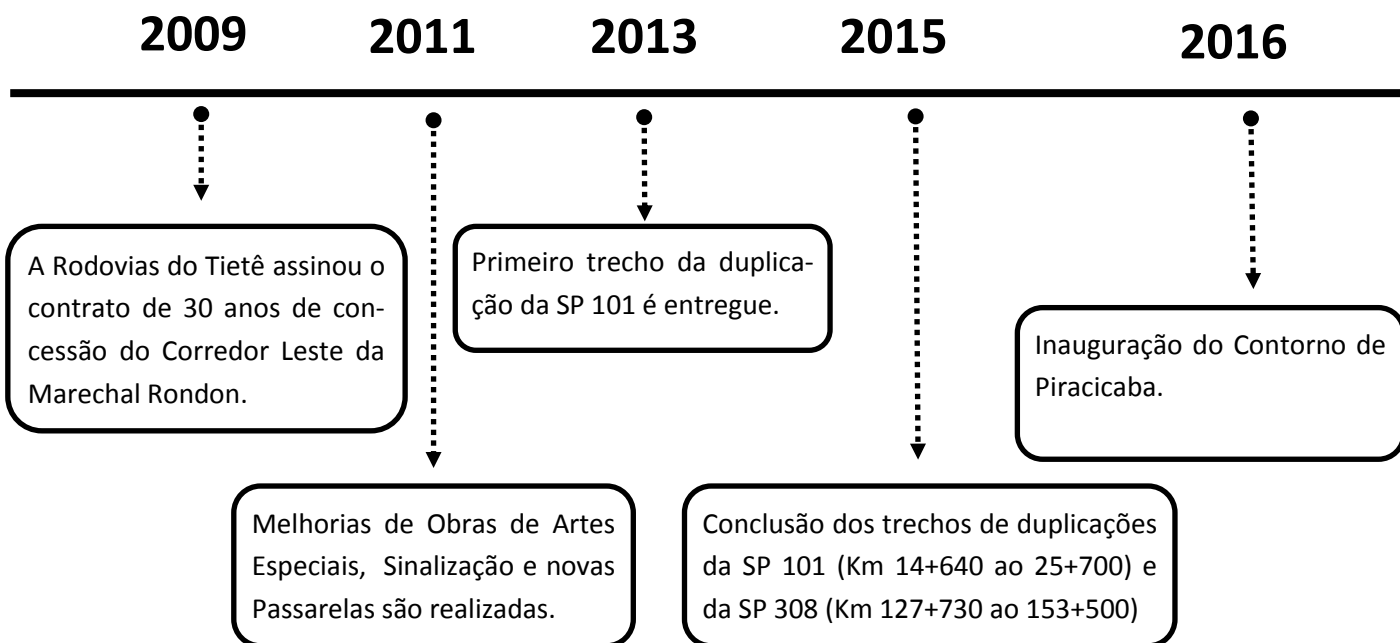 2009
2011
2013
2015
2016
A Rodovias do Tietê assinou o
contrato de 30 anos de con-
cessão do Corredor Leste da
Marechal Rondon.
Primeiro trecho da duplica-
ção da SP 101 é entregue.
Inauguração do Contorno de
Piracicaba.
Melhorias de Obras de Artes
Especiais, Sinalização e novas
Passarelas são realizadas.
Conclusão dos trechos de duplicações
da SP 101 (Km 14+640 ao 25+700) e
da SP 308 (Km 127+730 ao 153+500)